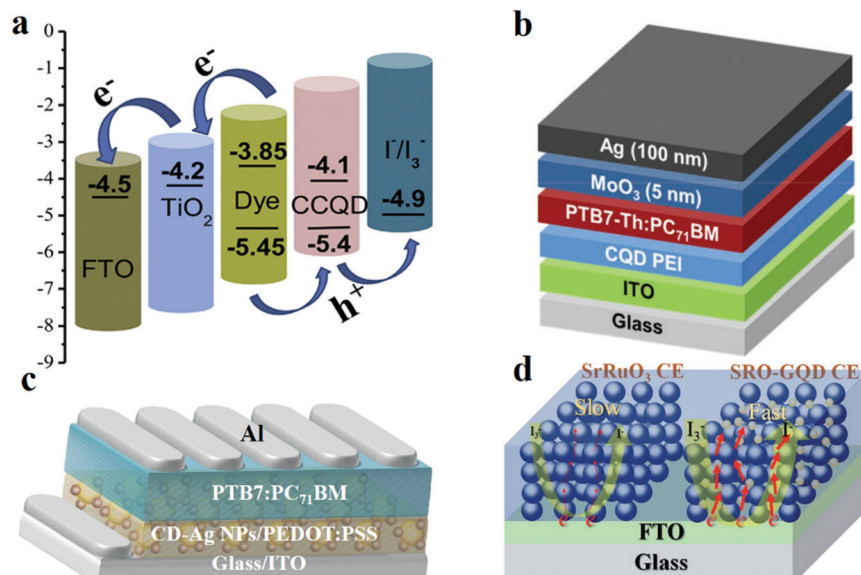 a
-0
-1
-2
-3
-4
-5
-6
-7
-8
-9
e⁻
e⁻
h⁺
-4.5
FTO
-4.2
TiO₂
-3.85
Dye
-5.45
-4.1
CCQD
-5.4
I⁻/I₃⁻
-4.9
b
Ag (100 nm)
MoO₃ (5 nm)
PTB7-Th:PC₇₁BM
CQD PEI
ITO
Glass
c
Al
PTB7:PC₇₁BM
CD-Ag NPs/PEDOT:PSS
Glass/ITO
d
SrRuO₃ CE
SRO-GQD CE
Slow
Fast
I₃⁻
I⁻
I₃⁻
I⁻
e⁻
e⁻
e⁻
e⁻
e⁻
FTO
Glass